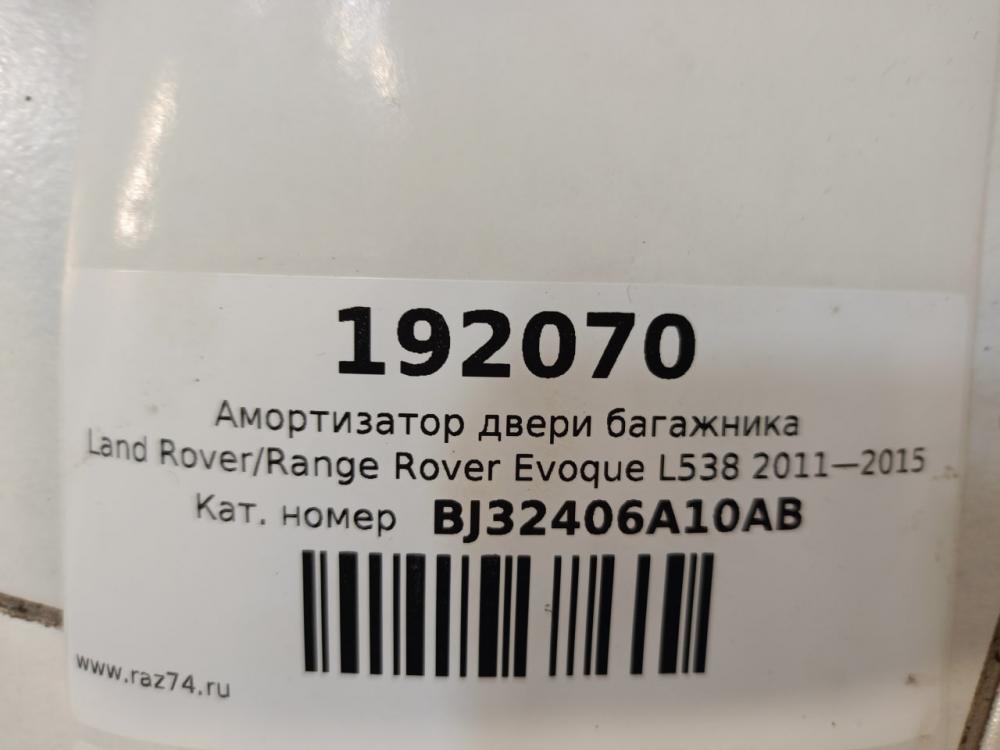 192070
Амортизатор двери багажника
Land Rover/Range Rover Evoque L538 2011—2015
Кат. номер BJ32406A10AB
www.raz74.ru